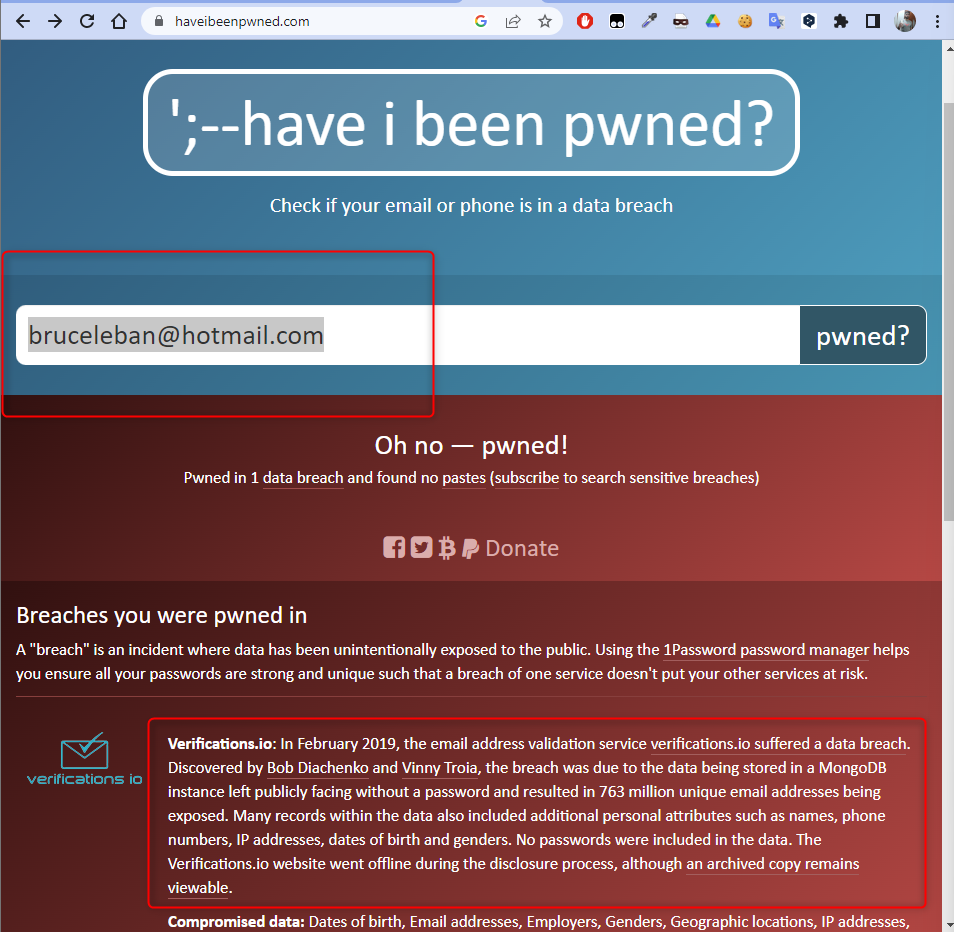 haveibeenpwned.com
';--have i been pwned?
Check if your email or phone is in a data breach
bruceleban@hotmail.com
pwned?
Oh no — pwned!
Pwned in 1 data breach and found no pastes (subscribe to search sensitive breaches)
Donate
Breaches you were pwned in
A "breach" is an incident where data has been unintentionally exposed to the public. Using the 1Password password manager helps
you ensure all your passwords are strong and unique such that a breach of one service doesn't put your other services at risk.
verifications io
Verifications.io: In February 2019, the email address validation service verifications.io suffered a data breach.
Discovered by Bob Diachenko and Vinny Troia, the breach was due to the data being stored in a MongoDB
instance left publicly facing without a password and resulted in 763 million unique email addresses being
exposed. Many records within the data also included additional personal attributes such as names, phone
numbers, IP addresses, dates of birth and genders. No passwords were included in the data. The
Verifications.io website went offline during the disclosure process, although an archived copy remains
viewable.
Compromised data: Dates of birth, Email addresses, Employers, Genders, Geographic locations, IP addresses,